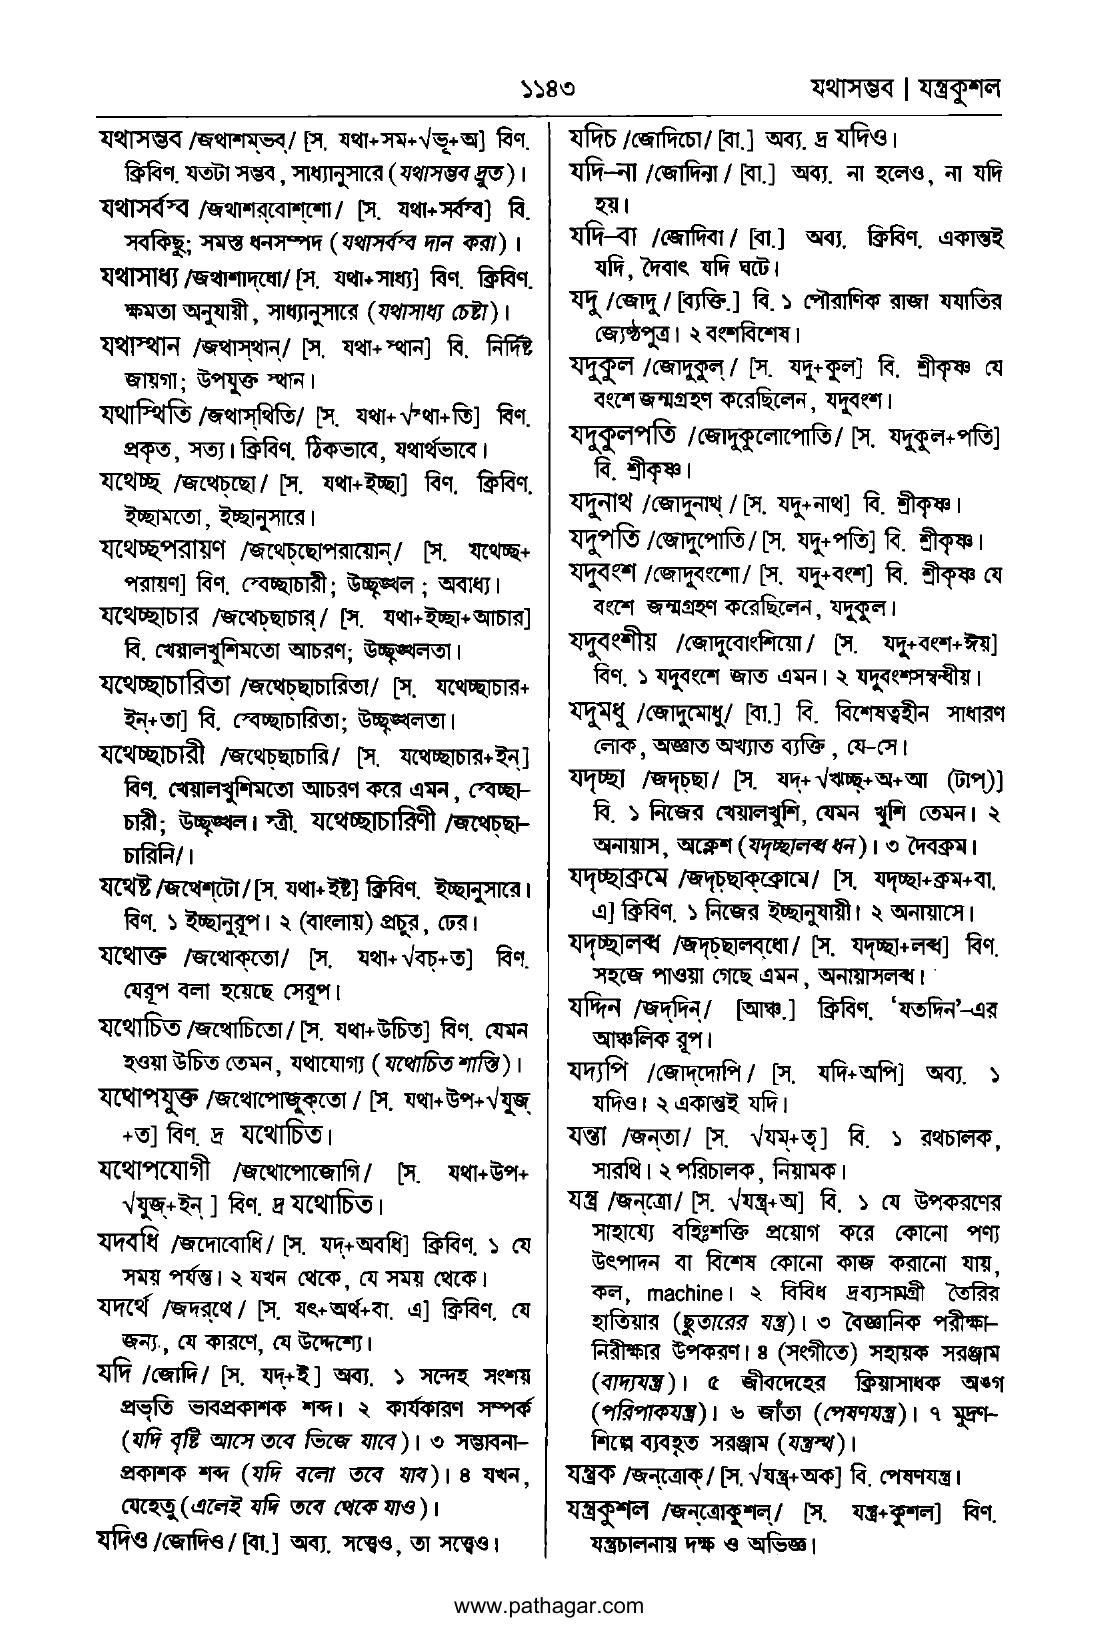 ১১৪৩
যথাসম্ভব | যন্ত্রকুশল
যথাসম্ভব /জথাশম্‌ভব্‌/ [স. যথা+সম+√ভূ+অ] বিণ.
ক্রিবিণ. যতটা সম্ভব, সাধ্যানুসারে (যথাসম্ভব দ্রুত)।
যথাসর্বস্ব /জথাশর্‌বোশ্‌শো/ [স. যথা+সর্বস্ব] বি.
সবকিছু; সমস্ত ধনসম্পদ (যথাসর্বস্ব দান করা)।
যথাসাধ্য /জথাশাদ্‌ধো/ [স. যথা+সাধ্য] বিণ. ক্রিবিণ.
ক্ষমতা অনুযায়ী, সাধ্যানুসারে (যথাসাধ্য চেষ্টা)।
যথাস্থান /জথাস্‌থান্‌/ [স. যথা+স্থান] বি. নির্দিষ্ট
জায়গা; উপযুক্ত স্থান।
যথাস্থিতি /জথাস্‌থিতি/ [স. যথা+√স্থা+তি] বিণ.
প্রকৃত, সত্য। ক্রিবিণ. ঠিকভাবে, যথার্থভাবে।
যথেচ্ছ /জথেচ্‌ছো/ [স. যথা+ইচ্ছা] বিণ. ক্রিবিণ.
ইচ্ছামতো, ইচ্ছানুসারে।
যথেচ্ছপরায়ণ /জথেচ্‌ছোপরায়োন্‌/ [স. যথেচ্ছ+
পরায়ণ] বিণ. স্বেচ্ছাচারী; উচ্ছৃঙ্খল; অবাধ্য।
যথেচ্ছাচার /জথেচ্‌ছাচার্‌/ [স. যথা+ইচ্ছা+আচার]
বি. খেয়ালখুশিমতো আচরণ; উচ্ছৃঙ্খলতা।
যথেচ্ছাচারিতা /জথেচ্‌ছাচারিতা/ [স. যথেচ্ছাচার+
ইন্‌+তা] বি. স্বেচ্ছাচারিতা; উচ্ছৃঙ্খলতা।
যথেচ্ছাচারী /জথেচ্‌ছাচারি/ [স. যথেচ্ছাচার+ইন্‌]
বিণ. খেয়ালখুশিমতো আচরণ করে এমন, স্বেচ্ছা–
চারী; উচ্ছৃঙ্খল। স্ত্রী. যথেচ্ছাচারিণী /জথেচ্‌ছা–
চারিনি/।
যথেষ্ট /জথেশ্‌টো/ [স. যথা+ইষ্ট] ক্রিবিণ. ইচ্ছানুসারে।
বিণ. ১ ইচ্ছানুরূপ। ২ (বাংলায়) প্রচুর, ঢের।
যথোক্ত /জথোক্‌তো/ [স. যথা+√বচ্‌+ত] বিণ.
যেরূপ বলা হয়েছে সেরূপ।
যথোচিত /জথোচিতো/ [স. যথা+উচিত] বিণ. যেমন
হওয়া উচিত তেমন, যথাযোগ্য (যথোচিত শাস্তি)।
যথোপযুক্ত /জথোপোজুক্‌তো/ [স. যথা+উপ+√যুজ্‌
+ত] বিণ. দ্র যথোচিত।
যথোপযোগী /জথোপোজোগি/ [স. যথা+উপ+
√যুজ্‌+ইন্‌] বিণ. দ্র যথোচিত।
যদবধি /জদোবোধি/ [স. যদ্‌+অবধি] ক্রিবিণ. ১ যে
সময় পর্যন্ত। ২ যখন থেকে, যে সময় থেকে।
যদর্থে /জদর্‌থে/ [স. যৎ+অর্থ+বা. এ] ক্রিবিণ. যে
জন্য, যে কারণে, যে উদ্দেশ্যে।
যদি /জোদি/ [স. যদ্‌+ই] অব্য. ১ সন্দেহ সংশয়
প্রভৃতি ভাবপ্রকাশক শব্দ। ২ কার্যকারণ সম্পর্ক
(যদি বৃষ্টি আসে তবে ভিজে যাবে)। ৩ সম্ভাবনা–
প্রকাশক শব্দ (যদি বলো তবে যাব)। ৪ যখন,
যেহেতু (এলেই যদি তবে থেকে যাও)।
যদিও /জোদিও/ [বা.] অব্য. সত্ত্বেও, তা সত্ত্বেও।
যদিচ /জোদিচো/ [বা.] অব্য. দ্র যদিও।
যদি–না /জোদিনা/ [বা.] অব্য. না হলেও, না যদি
হয়।
যদি–বা /জোদিবা/ [বা.] অব্য. ক্রিবিণ. একান্তই
যদি, দৈবাৎ যদি ঘটে।
যদু /জোদু/ [ব্যক্তি.] বি. ১ পৌরাণিক রাজা যযাতির
জ্যেষ্ঠপুত্র। ২ বংশবিশেষ।
যদুকুল /জোদুকুল্‌/ [স. যদু+কুল] বি. শ্রীকৃষ্ণ যে
বংশে জন্মগ্রহণ করেছিলেন, যদুবংশ।
যদুকুলপতি /জোদুকুলোপোতি/ [স. যদুকুল+পতি]
বি. শ্রীকৃষ্ণ।
যদুনাথ /জোদুনাথ্‌/ [স. যদু+নাথ] বি. শ্রীকৃষ্ণ।
যদুপতি /জোদুপোতি/ [স. যদু+পতি] বি. শ্রীকৃষ্ণ।
যদুবংশ /জোদুবংশো/ [স. যদু+বংশ] বি. শ্রীকৃষ্ণ যে
বংশে জন্মগ্রহণ করেছিলেন, যদুকুল।
যদুবংশীয় /জোদুবোংশিয়ো/ [স. যদু+বংশ+ঈয়]
বিণ. ১ যদুবংশে জাত এমন। ২ যদুবংশসম্বন্ধীয়।
যদুমধু /জোদুমোধু/ [বা.] বি. বিশেষত্বহীন সাধারণ
লোক, অজ্ঞাত অখ্যাত ব্যক্তি, যে–সে।
যদৃচ্ছা /জদৃচ্‌ছা/ [স. যদ্‌+√ঋচ্ছ্‌+অ+আ (টাপ্‌)]
বি. ১ নিজের খেয়ালখুশি, যেমন খুশি তেমন। ২
অনায়াস, অক্লেশ (যদৃচ্ছালব্ধ ধন)। ৩ দৈবক্রম।
যদৃচ্ছাক্রমে /জদৃচ্‌ছাক্‌ক্রোমে/ [স. যদৃচ্ছা+ক্রম+বা.
এ] ক্রিবিণ. ১ নিজের ইচ্ছানুযায়ী। ২ অনায়াসে।
যদৃচ্ছালব্ধ /জদৃচ্‌ছালব্‌ধো/ [স. যদৃচ্ছা+লব্ধ] বিণ.
সহজে পাওয়া গেছে এমন, অনায়াসলব্ধ।
যদ্দিন /জদ্‌দিন্‌/ [আঞ্চ.] ক্রিবিণ. ‘যতদিন’–এর
আঞ্চলিক রূপ।
যদ্যপি /জোদ্‌দোপি/ [স. যদি+অপি] অব্য. ১
যদিও। ২ একান্তই যদি।
যন্তা /জন্‌তা/ [স. √যম্‌+তৃ] বি. ১ রথচালক,
সারথি। ২ পরিচালক, নিয়ামক।
যন্ত্র /জন্‌ত্রো/ [স. √যন্ত্র্‌+অ] বি. ১ যে উপকরণের
সাহায্যে বহিঃশক্তি প্রয়োগ করে কোনো পণ্য
উৎপাদন বা বিশেষ কোনো কাজ করানো যায়,
কল, machine। ২ বিবিধ দ্রব্যসামগ্রী তৈরির
হাতিয়ার (ছুতারের যন্ত্র)। ৩ বৈজ্ঞানিক পরীক্ষা–
নিরীক্ষার উপকরণ। ৪ (সংগীতে) সহায়ক সরঞ্জাম
(বাদ্যযন্ত্র)। ৫ জীবদেহের ক্রিয়াসাধক অঙ্গ
(পরিপাকযন্ত্র)। ৬ জাঁতা (পেষণযন্ত্র)। ৭ মুদ্রণ–
শিল্পে ব্যবহৃত সরঞ্জাম (যন্ত্রস্থ)।
যন্ত্রক /জন্‌ত্রোক্‌/ [স. √যন্ত্র্‌+অক] বি. পেষণযন্ত্র।
যন্ত্রকুশল /জন্‌ত্রোকুশল্‌/ [স. যন্ত্র+কুশল] বিণ.
যন্ত্রচালনায় দক্ষ ও অভিজ্ঞ।
www.pathagar.com